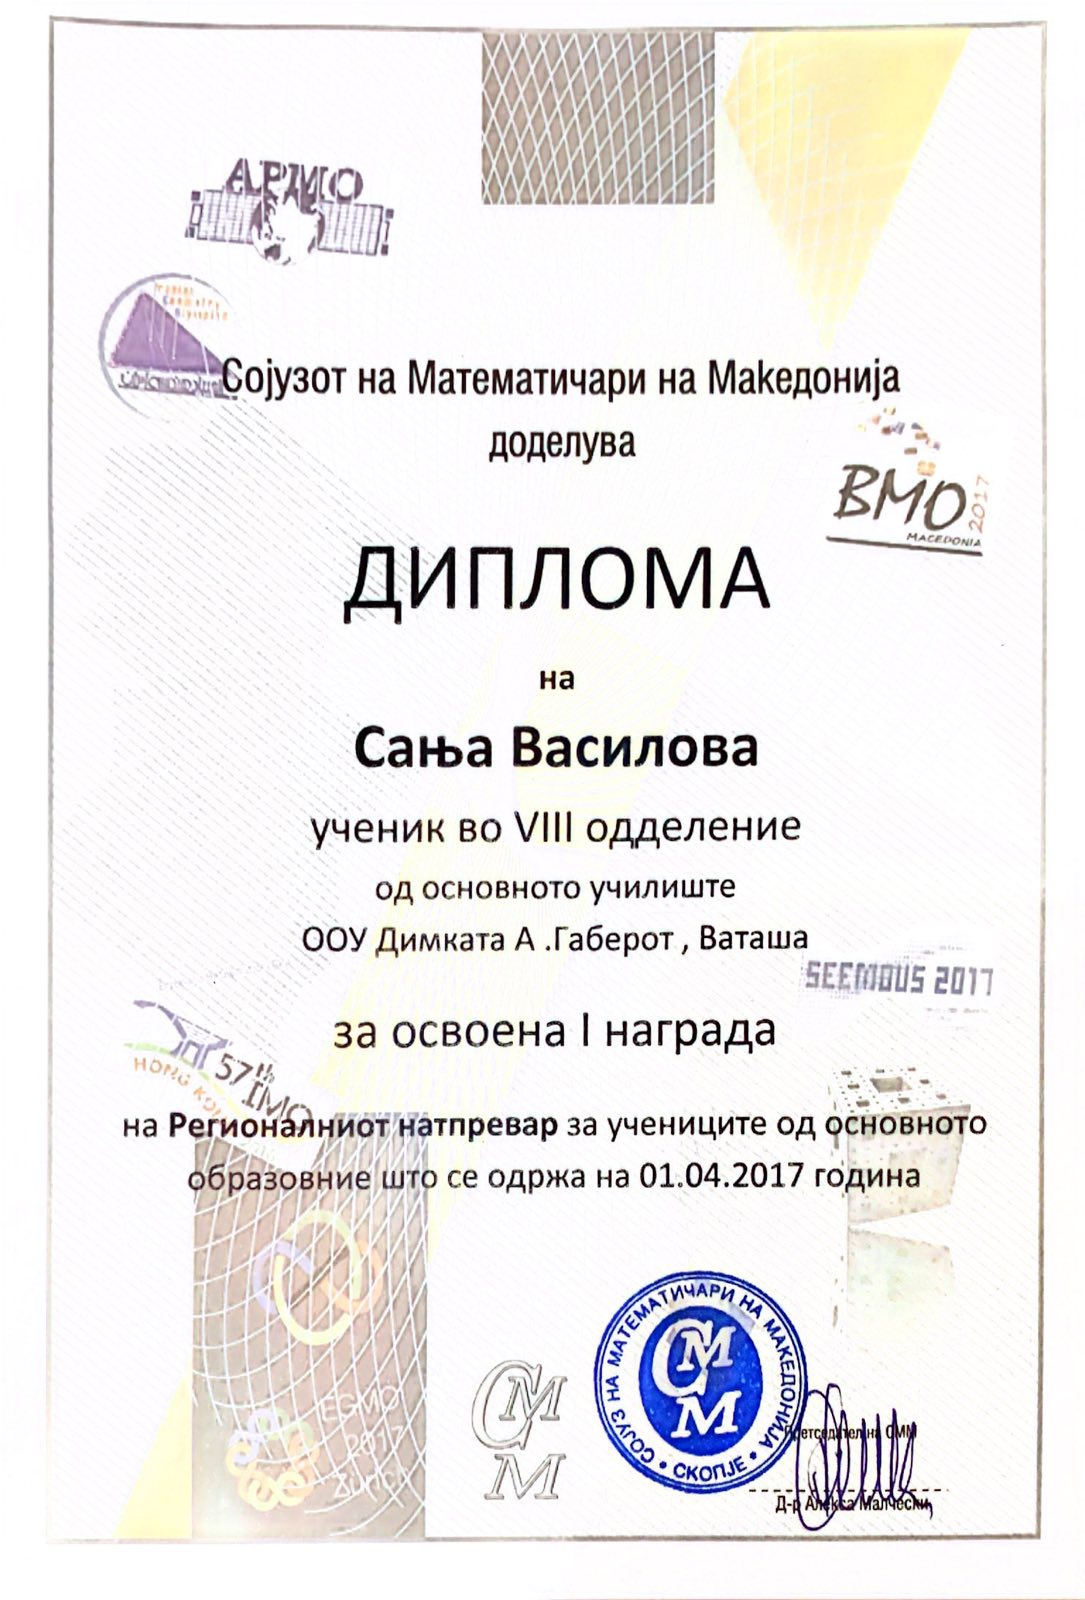 APMO
Сојузот на Математичари на Македонија
доделува
BMO 2017
MACEDONIA
ДИПЛОМА
на
Сања Василова
ученик во VIII одделение
од основното училиште
ООУ Димката А .Габерот , Ваташа
SEEMOUS 2017
за освоена I награда
57th IMO
HONG KON
на Регионалниот натпревар за учениците од основното
образовние што се одржа на 01.04.2017 година
EGMO
2017
Zürich
СММ
СОЈУЗ НА МАТЕМАТИЧАРИ НА МАКЕДОНИЈА • СКОПЈЕ •
СММ
Претседател на СММ
Д-р Алекса Малчески